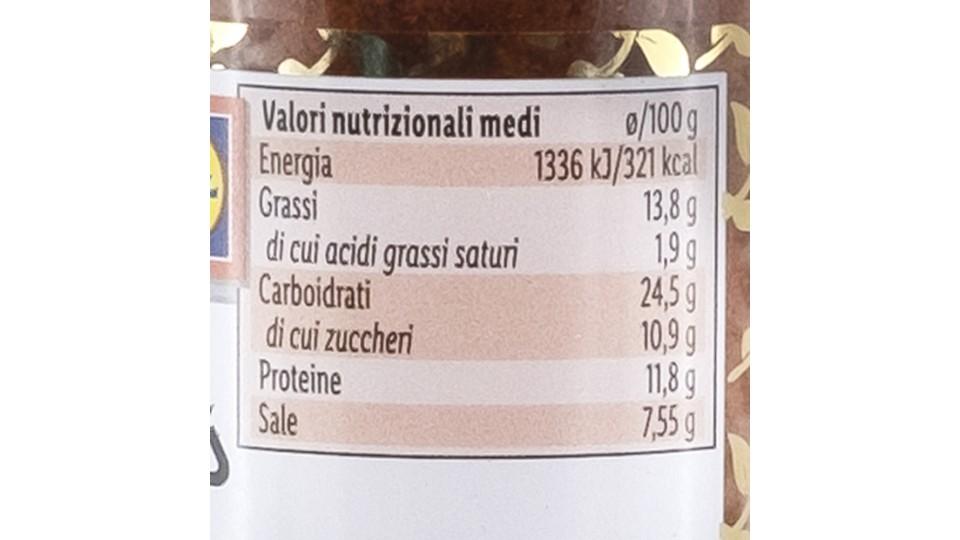 Valori nutrizionali medi ø/100 g
Energia 1336 kJ/321 kcal
Grassi 13,8 g
di cui acidi grassi saturi 1,9 g
Carboidrati 24,5 g
di cui zuccheri 10,9 g
Proteine 11,8 g
Sale 7,55 g